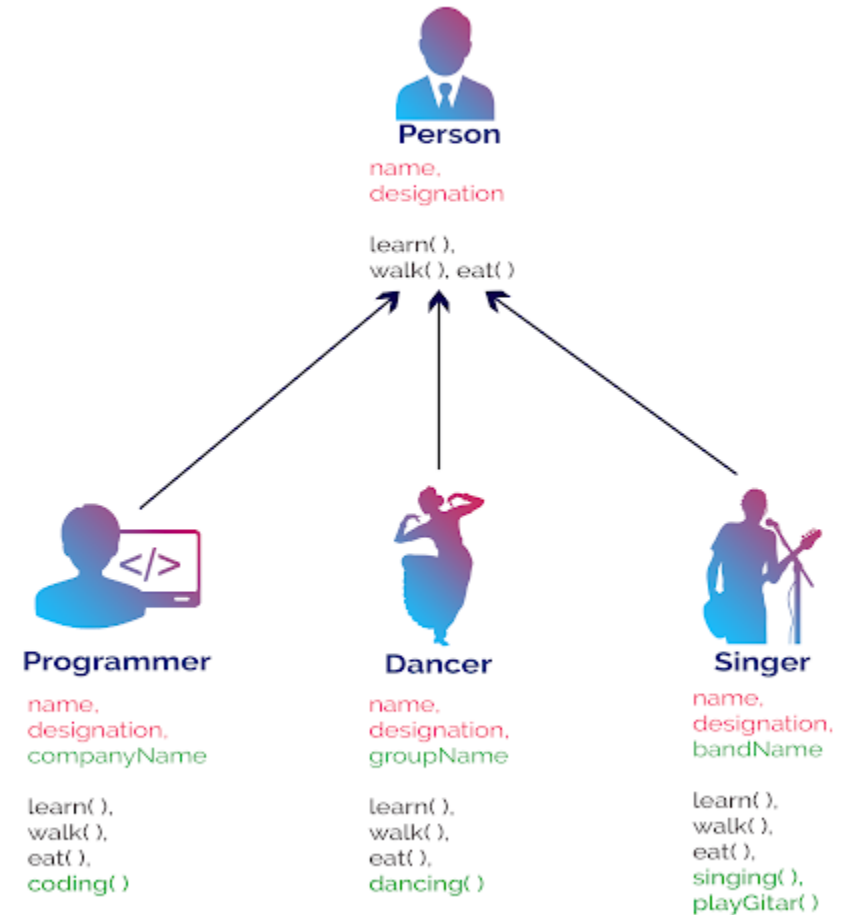 Person
name,
designation
learn( ),
walk( ), eat( )
</>
Programmer
name,
designation,
companyName
learn( ),
walk( ),
eat( ),
coding( )
Dancer
name,
designation,
groupName
learn( ),
walk( ),
eat( ),
dancing( )
Singer
name,
designation,
bandName
learn( ),
walk( ),
eat( ),
singing( ),
playGitar( )